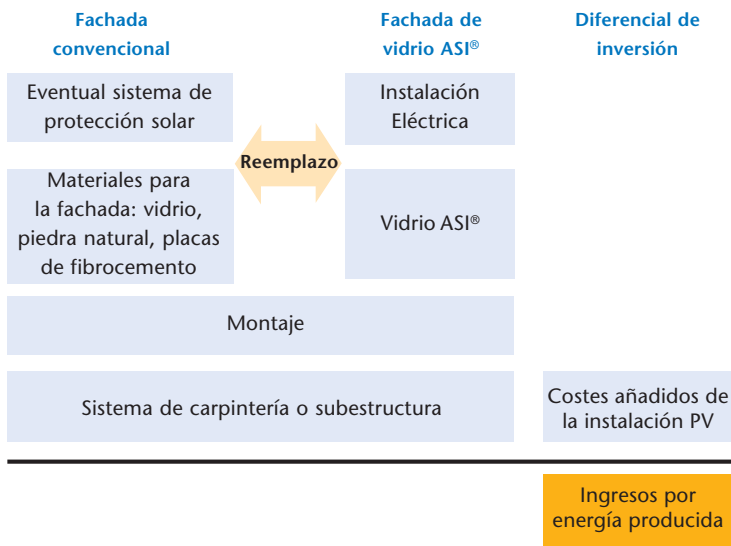 Fachada
convencional
Fachada de
vidrio ASI®
Diferencial de
inversión
Eventual sistema de
protección solar
Instalación
Eléctrica
Reemplazo
Materiales para
la fachada: vidrio,
piedra natural, placas
de fibrocemento
Vidrio ASI®
Montaje
Sistema de carpintería o subestructura
Costes añadidos de
la instalación PV
Ingresos por
energía producida